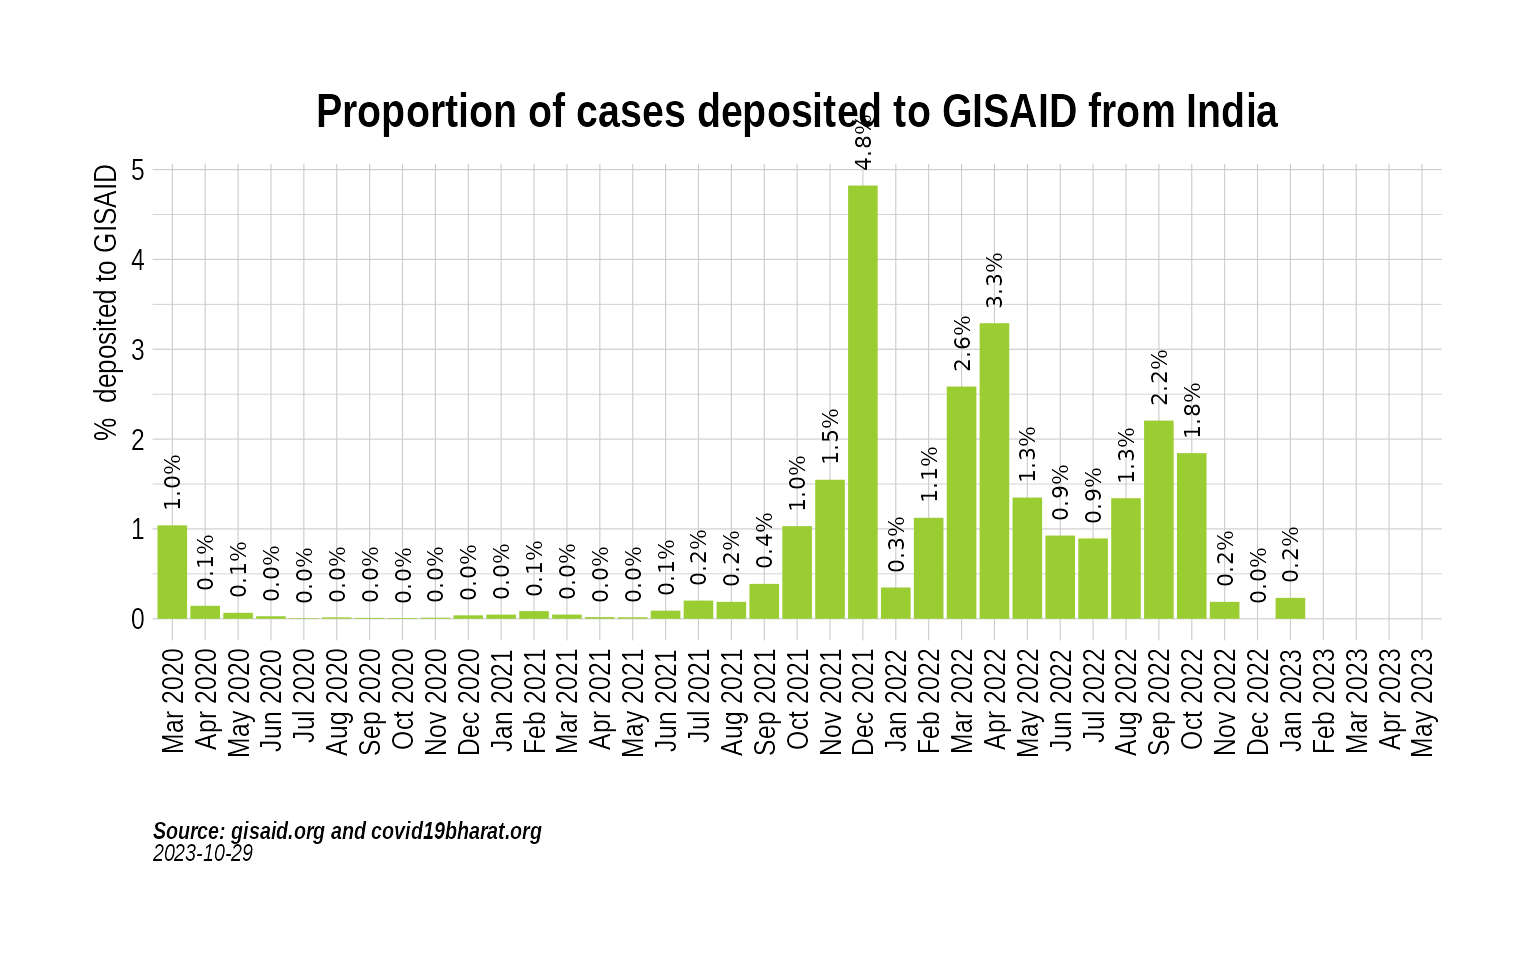 Proportion of cases deposited to GISAID from India
% deposited to GISAID
5
4
3
2
1
0
1.0%
0.1%
0.1%
0.0%
0.0%
0.0%
0.0%
0.0%
0.0%
0.0%
0.0%
0.1%
0.0%
0.0%
0.0%
0.1%
0.2%
0.2%
0.4%
1.0%
1.5%
4.8%
0.3%
1.1%
2.6%
3.3%
1.3%
0.9%
0.9%
1.3%
2.2%
1.8%
0.2%
0.0%
0.2%
Mar 2020
Apr 2020
May 2020
Jun 2020
Jul 2020
Aug 2020
Sep 2020
Oct 2020
Nov 2020
Dec 2020
Jan 2021
Feb 2021
Mar 2021
Apr 2021
May 2021
Jun 2021
Jul 2021
Aug 2021
Sep 2021
Oct 2021
Nov 2021
Dec 2021
Jan 2022
Feb 2022
Mar 2022
Apr 2022
May 2022
Jun 2022
Jul 2022
Aug 2022
Sep 2022
Oct 2022
Nov 2022
Dec 2022
Jan 2023
Feb 2023
Mar 2023
Apr 2023
May 2023
Source: gisaid.org and covid19bharat.org
2023-10-29